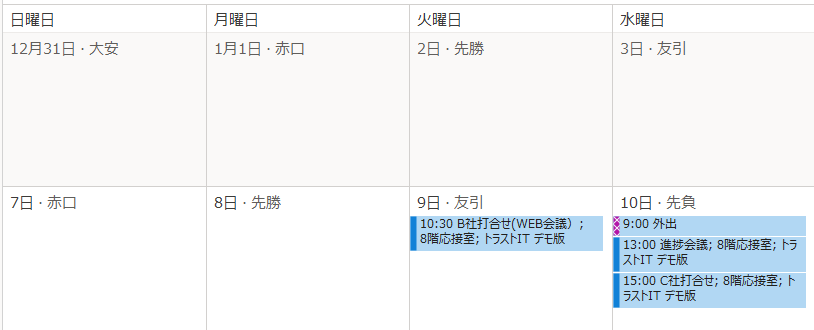 日曜日
月曜日
火曜日
水曜日
12月31日・大安
1月1日・赤口
2日・先勝
3日・友引
7日・赤口
8日・先勝
9日・友引
10:30 B社打合せ(WEB会議）;
8階応接室; トラストIT デモ版
10日・先負
9:00 外出
13:00 進捗会議; 8階応接室; トラ
ストIT デモ版
15:00 C社打合せ; 8階応接室; ト
ラストIT デモ版